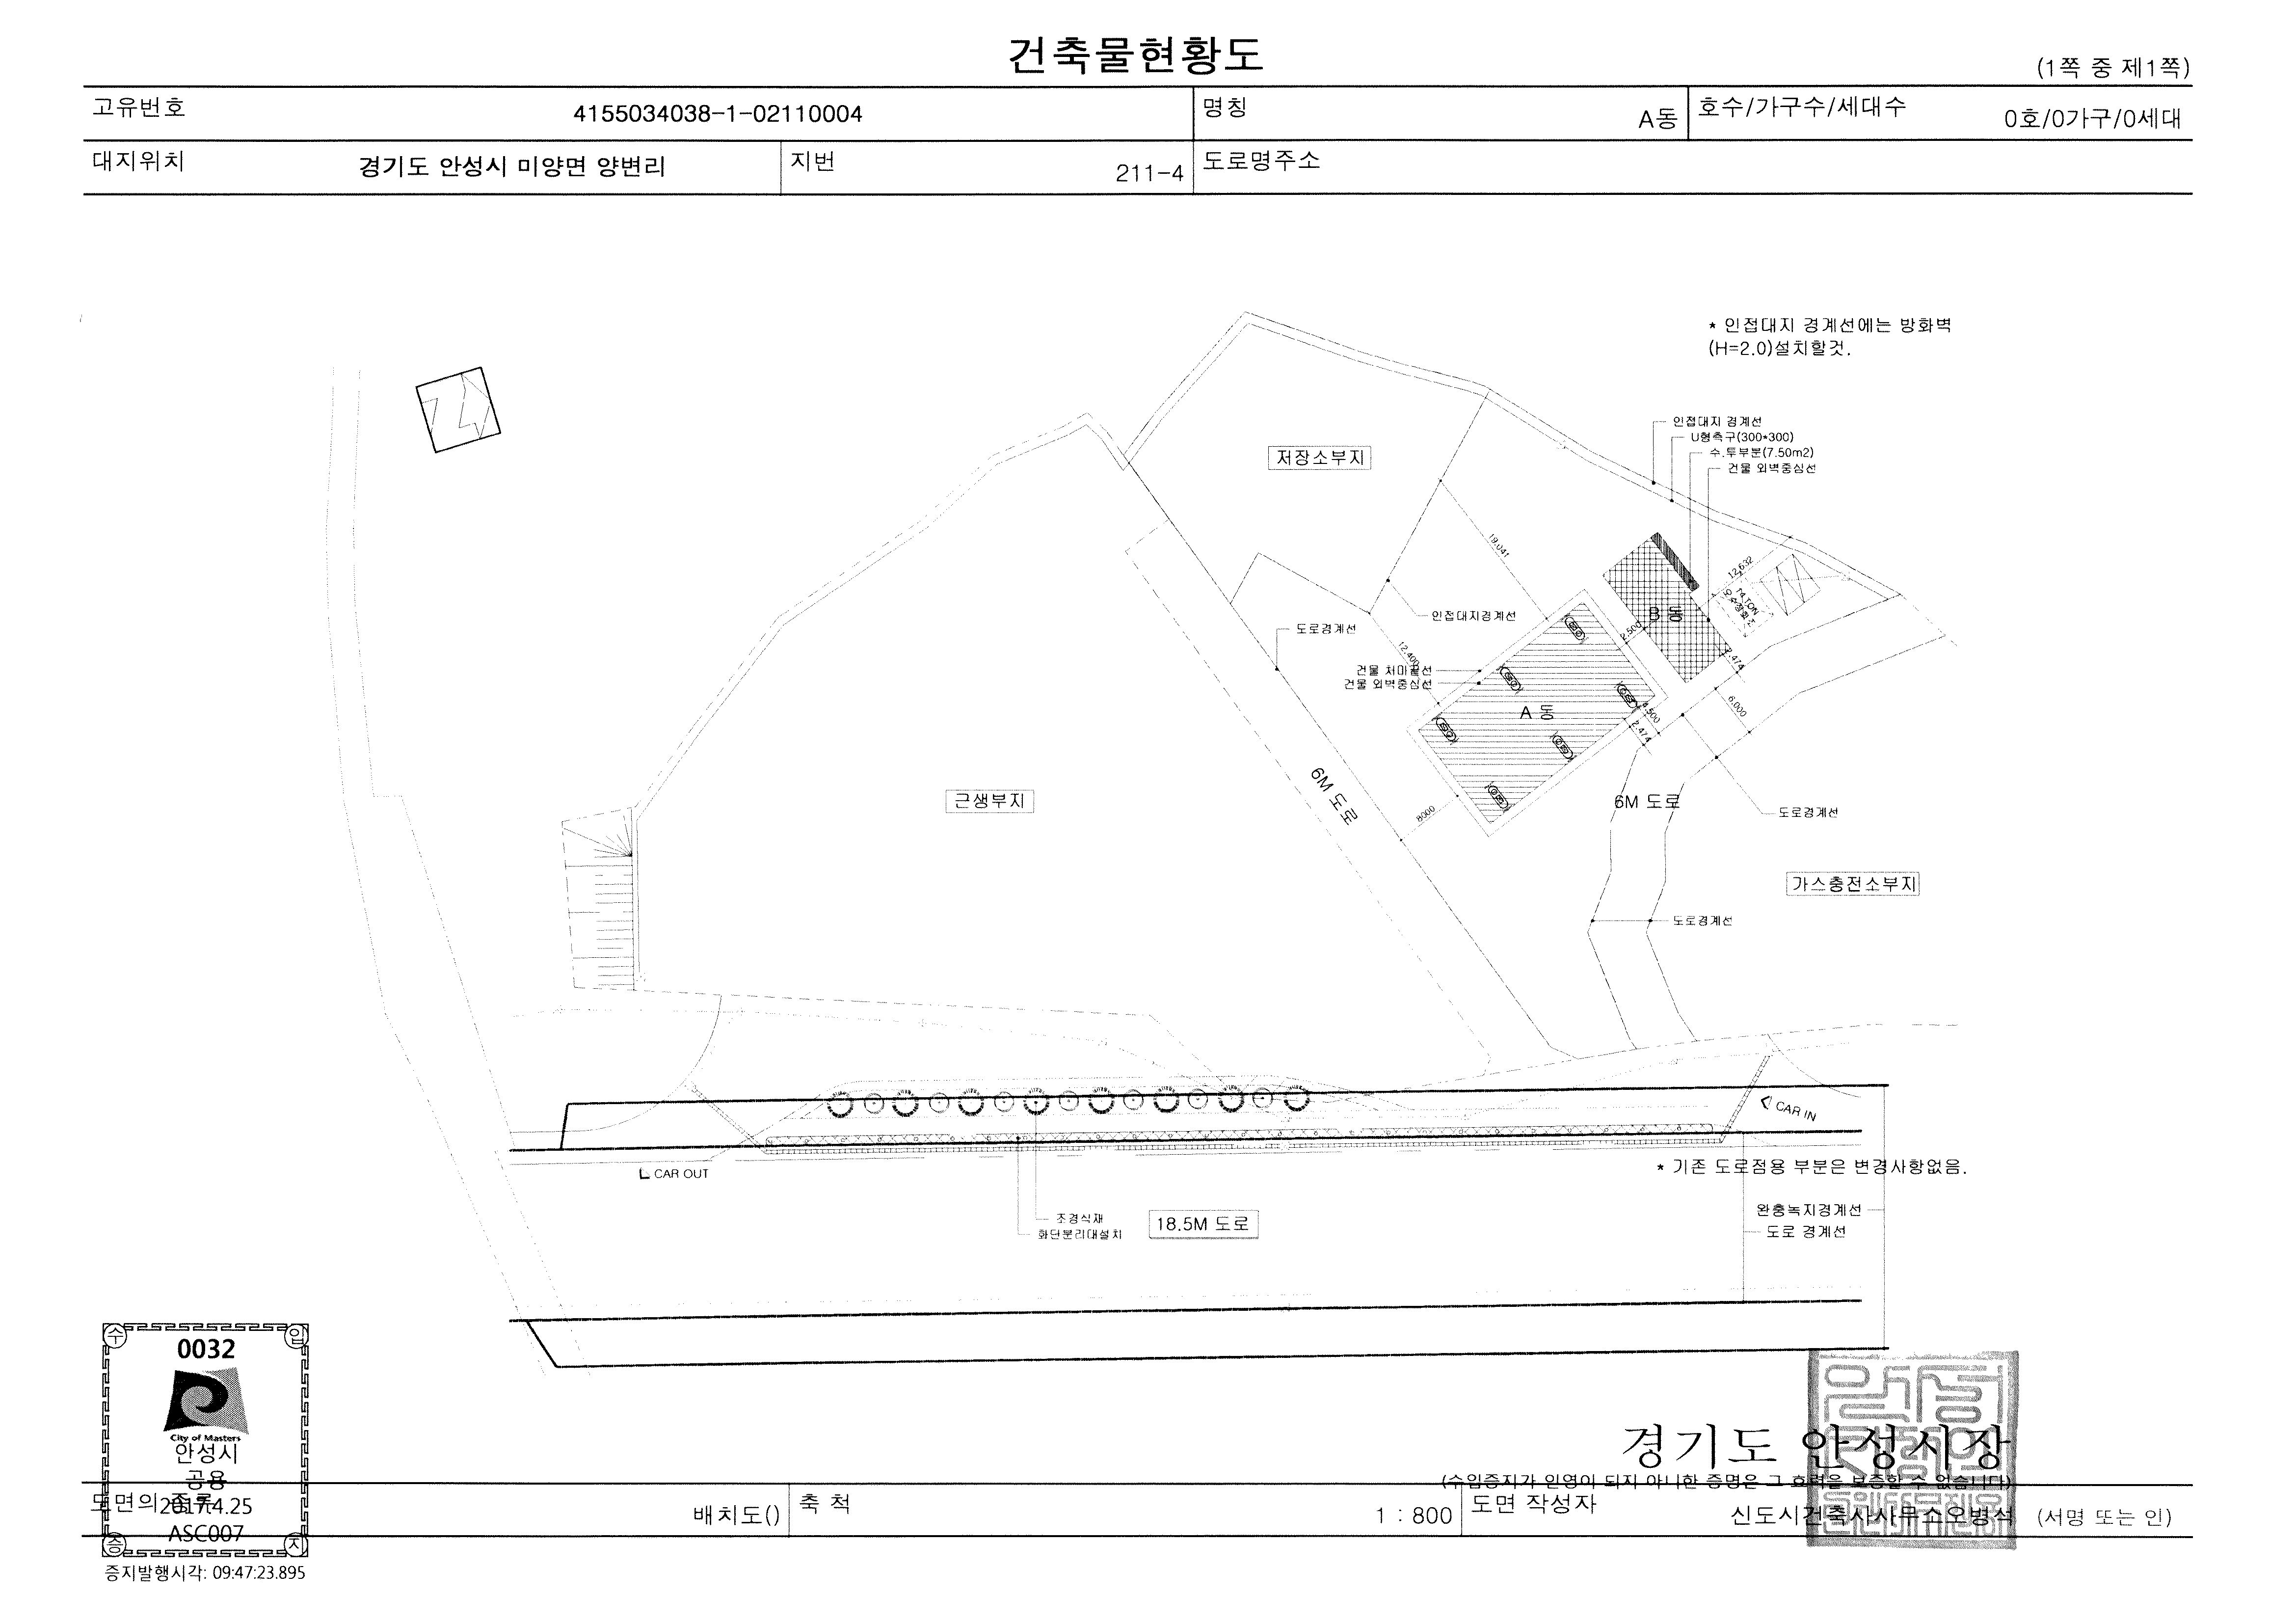 건축물현황도
(1쪽 중 제1쪽)
고유번호 4155034038-1-02110004 명칭 A동 호수/가구수/세대수 0호/0가구/0세대
대지위치 경기도 안성시 미양면 양변리 지번 211-4 도로명주소
* 인접대지 경계선에는 방화벽
(H=2.0)설치할것.
인접대지 경계선
U형측구(300*300)
수.투부분(7.50m2)
건물 외벽중심선
저장소부지
19,041
12,632
14 TON
B 동
2,500
2,474
인접대지경계선
도로경계선
12,400
건물 처마끝선
건물 외벽중심선
A 동
4,500
2,474
6,000
6M 도로
근생부지
8000
6M 도로
도로경계선
가스충전소부지
도로경계선
CAR IN
CAR OUT
* 기존 도로점용 부분은 변경사항없음.
조경식재
화단분리대설치
18.5M 도로
완충녹지경계선
도로 경계선
수 입
0032
City of Masters
안성시
공용
2017.4.25
ASC007
증 지
증지발행시각: 09:47:23.895
경기도 안성시장
(수입증지가 인영이 되지 아니한 증명은 그 효력을 보증할 수 없습니다)
도면의 종류 배치도() 축 척 1 : 800 도면 작성자 신도시건축사사무소오병석 (서명 또는 인)